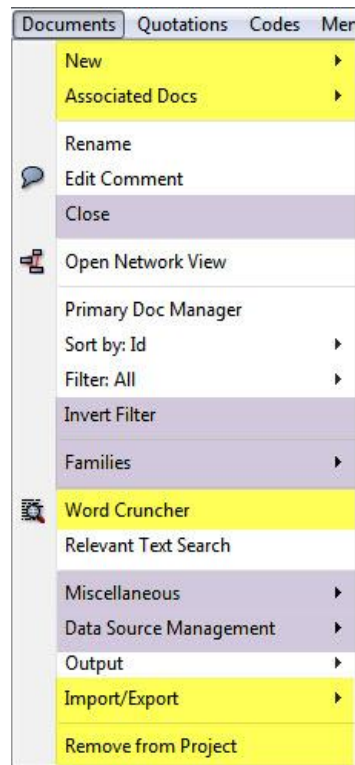 Documents Quotations Codes Mer
New
Associated Docs
Rename
Edit Comment
Close
Open Network View
Primary Doc Manager
Sort by: Id
Filter: All
Invert Filter
Families
Word Cruncher
Relevant Text Search
Miscellaneous
Data Source Management
Output
Import/Export
Remove from Project